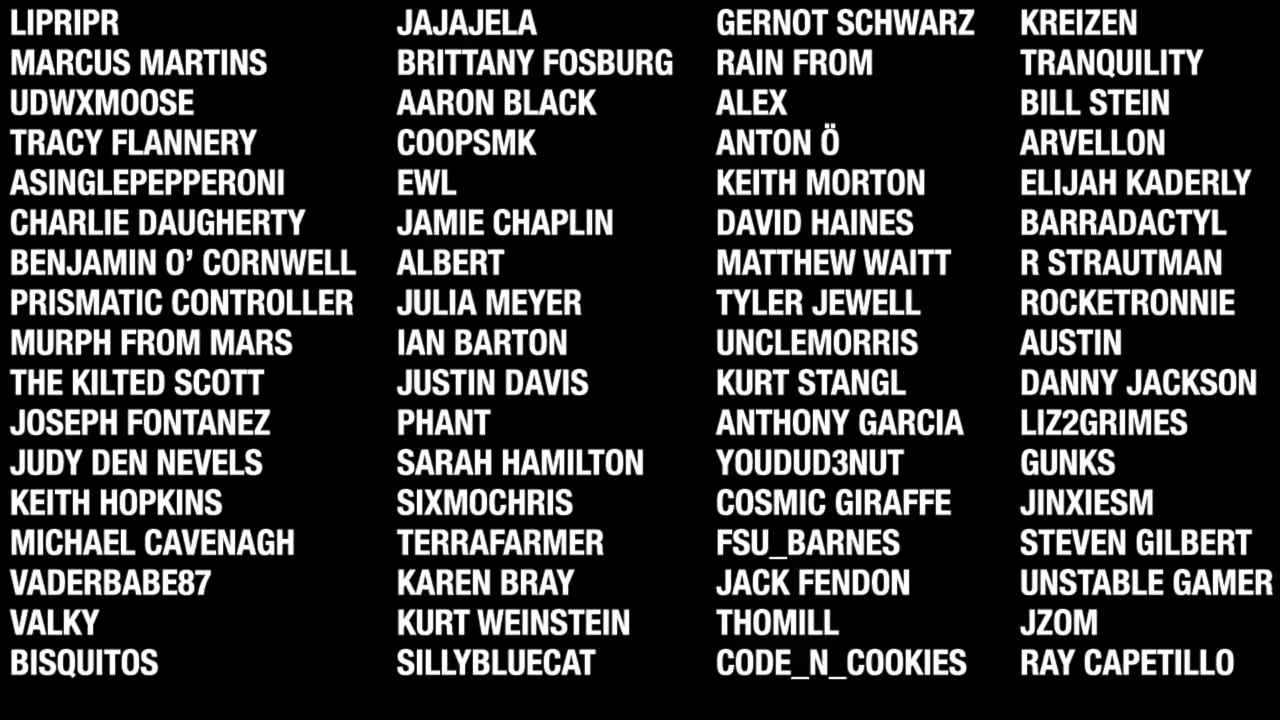 LIPRIPR
MARCUS MARTINS
UDWXMOOSE
TRACY FLANNERY
ASINGLEPEPPERONI
CHARLIE DAUGHERTY
BENJAMIN O’ CORNWELL
PRISMATIC CONTROLLER
MURPH FROM MARS
THE KILTED SCOTT
JOSEPH FONTANEZ
JUDY DEN NEVELS
KEITH HOPKINS
MICHAEL CAVENAGH
VADERBABE87
VALKY
BISQUITOS
JAJAJELA
BRITTANY FOSBURG
AARON BLACK
COOPSMK
EWL
JAMIE CHAPLIN
ALBERT
JULIA MEYER
IAN BARTON
JUSTIN DAVIS
PHANT
SARAH HAMILTON
SIXMOCHRIS
TERRAFARMER
KAREN BRAY
KURT WEINSTEIN
SILLYBLUECAT
GERNOT SCHWARZ
RAIN FROM
ALEX
ANTON Ö
KEITH MORTON
DAVID HAINES
MATTHEW WAITT
TYLER JEWELL
UNCLEMORRIS
KURT STANGL
ANTHONY GARCIA
YOUDUD3NUT
COSMIC GIRAFFE
FSU_BARNES
JACK FENDON
THOMILL
CODE_N_COOKIES
KREIZEN
TRANQUILITY
BILL STEIN
ARVELLON
ELIJAH KADERLY
BARRADACTYL
R STRAUTMAN
ROCKETRONNIE
AUSTIN
DANNY JACKSON
LIZ2GRIMES
GUNKS
JINXIESM
STEVEN GILBERT
UNSTABLE GAMER
JZOM
RAY CAPETILLO